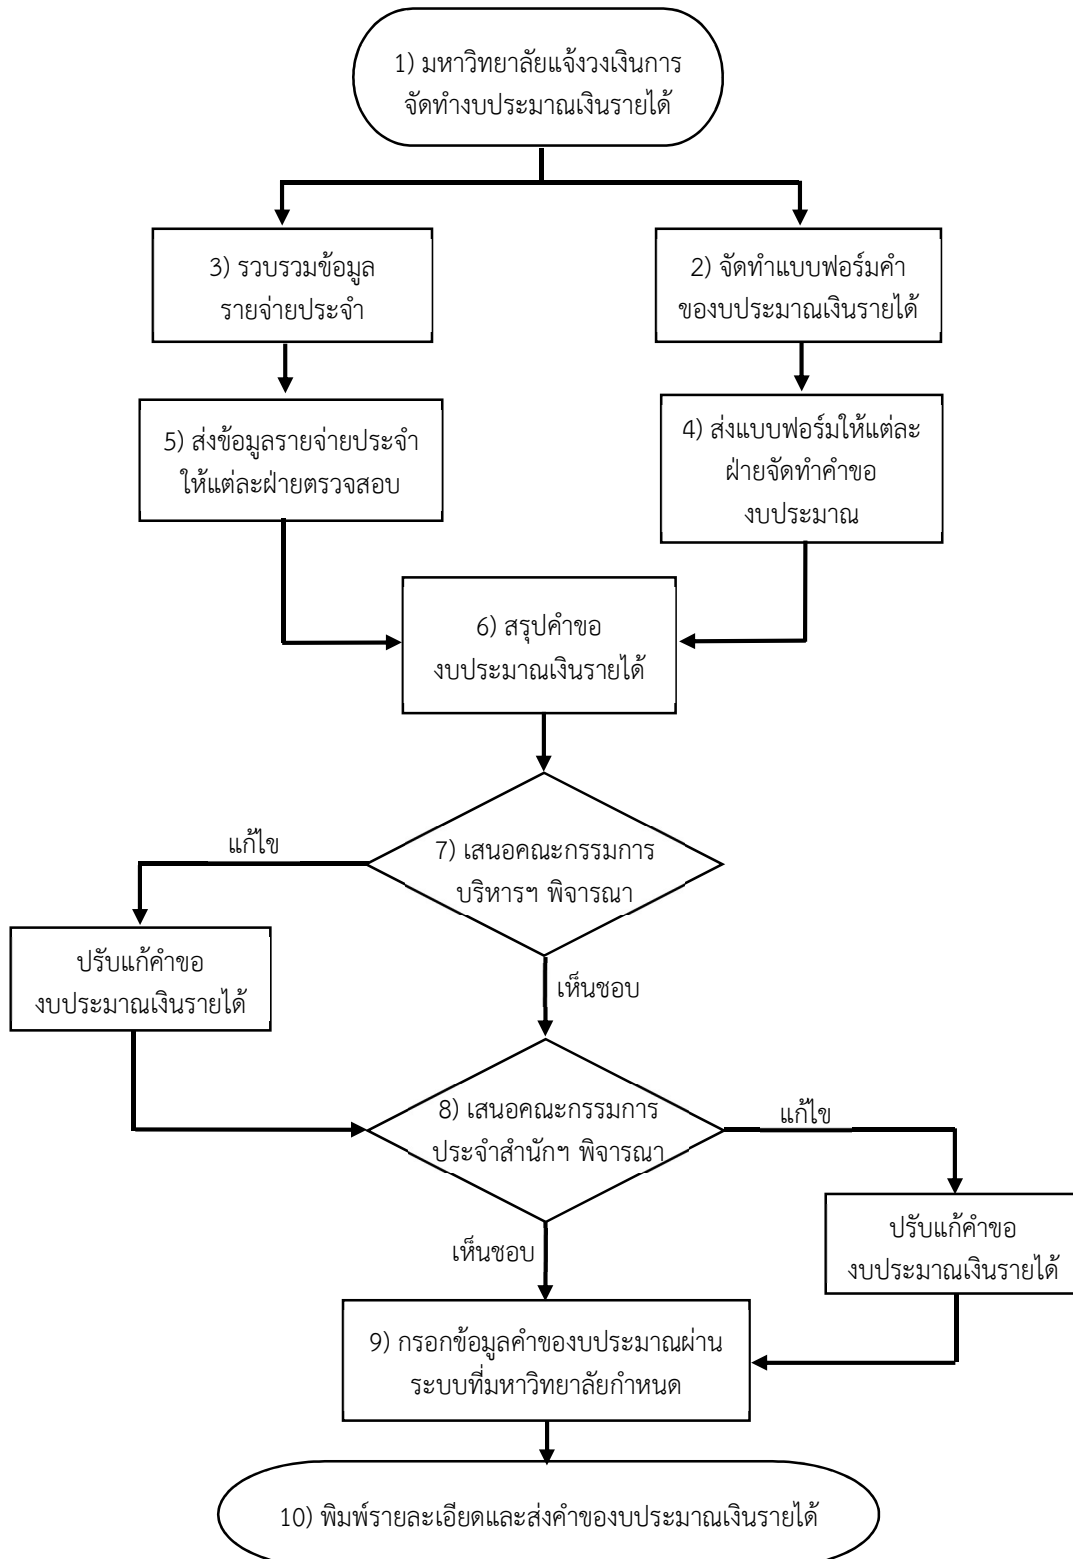 1) มหาวิทยาลัยแจ้งวงเงินการ
จัดทำงบประมาณเงินรายได้
3) รวบรวมข้อมูล
รายจ่ายประจำ
2) จัดทำแบบฟอร์มคำ
ของบประมาณเงินรายได้
5) ส่งข้อมูลรายจ่ายประจำ
ให้แต่ละฝ่ายตรวจสอบ
4) ส่งแบบฟอร์มให้แต่ละ
ฝ่ายจัดทำคำขอ
งบประมาณ
6) สรุปคำขอ
งบประมาณเงินรายได้
แก้ไข
7) เสนอคณะกรรมการ
บริหารฯ พิจารณา
ปรับแก้คำขอ
งบประมาณเงินรายได้
เห็นชอบ
8) เสนอคณะกรรมการ
ประจำสำนักฯ พิจารณา
แก้ไข
ปรับแก้คำขอ
งบประมาณเงินรายได้
เห็นชอบ
9) กรอกข้อมูลคำของบประมาณผ่าน
ระบบที่มหาวิทยาลัยกำหนด
10) พิมพ์รายละเอียดและส่งคำของบประมาณเงินรายได้